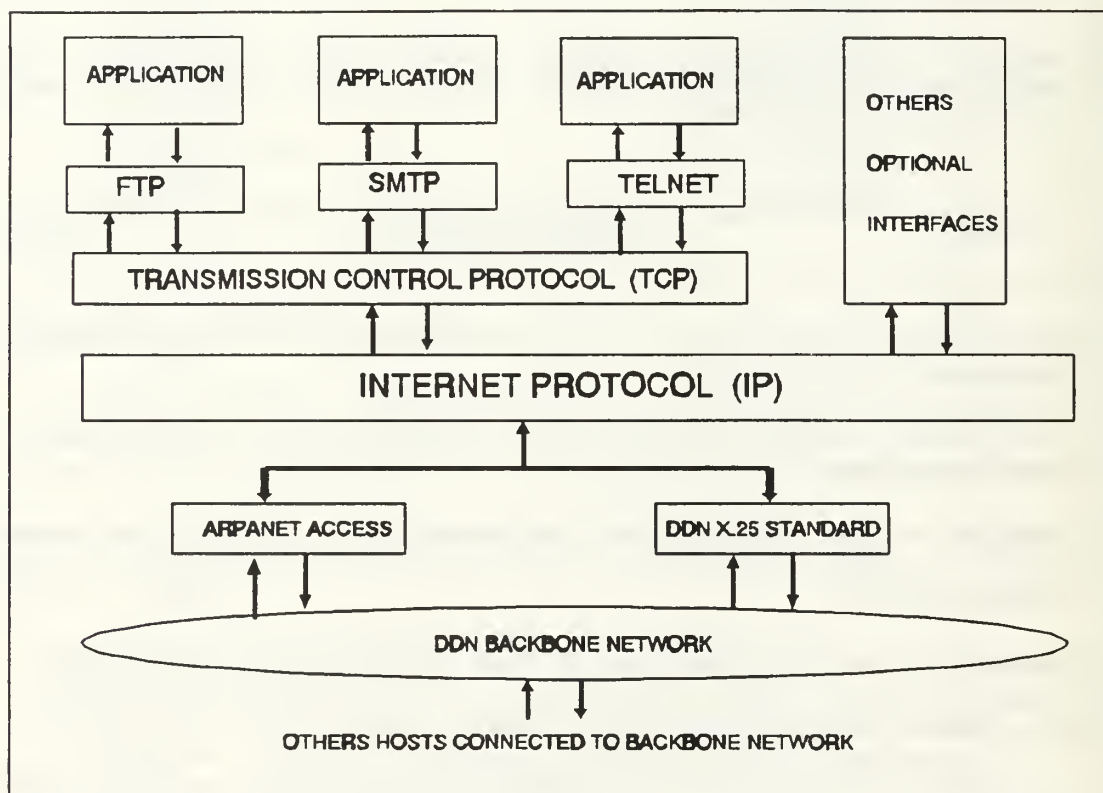 APPLICATION
APPLICATION
APPLICATION
OTHERS
OPTIONAL
INTERFACES
FTP
SMTP
TELNET
TRANSMISSION CONTROL PROTOCOL (TCP)
INTERNET PROTOCOL (IP)
ARPANET ACCESS
DDN X.25 STANDARD
DDN BACKBONE NETWORK
OTHERS HOSTS CONNECTED TO BACKBONE NETWORK